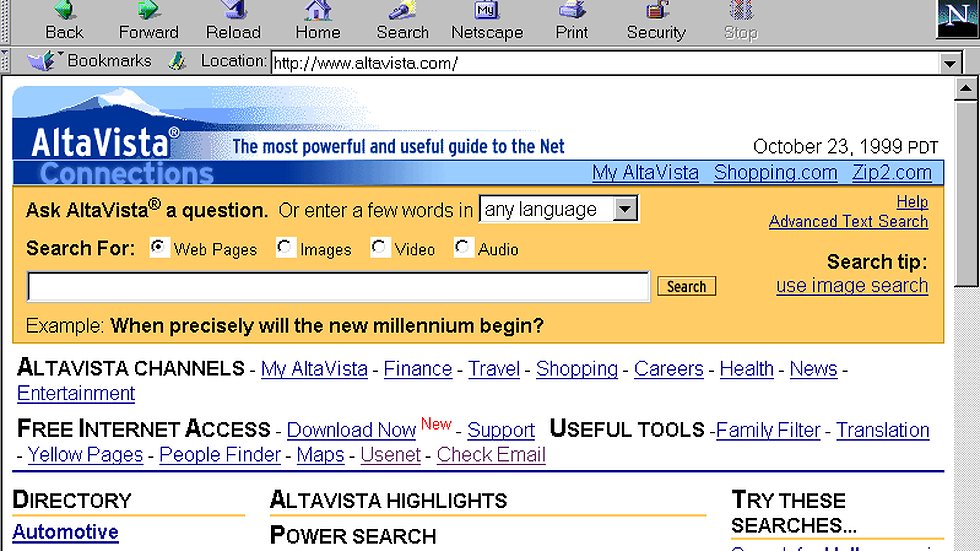 Back Forward Reload Home Search Netscape Print Security Stop
My
N
Bookmarks Location: http://www.altavista.com/
AltaVista® The most powerful and useful guide to the Net October 23, 1999 PDT
Connections My AltaVista Shopping.com Zip2.com
Ask AltaVista® a question. Or enter a few words in any language Help
Advanced Text Search
Search For: Web Pages Images Video Audio
Search tip:
Search use image search
Example: When precisely will the new millennium begin?
ALTAVISTA CHANNELS - My AltaVista - Finance - Travel - Shopping - Careers - Health - News -
Entertainment
FREE INTERNET ACCESS - Download Now New - Support USEFUL TOOLS -Family Filter - Translation
- Yellow Pages - People Finder - Maps - Usenet - Check Email
DIRECTORY ALTAVISTA HIGHLIGHTS TRY THESE
SEARCHES...
Automotive POWER SEARCH